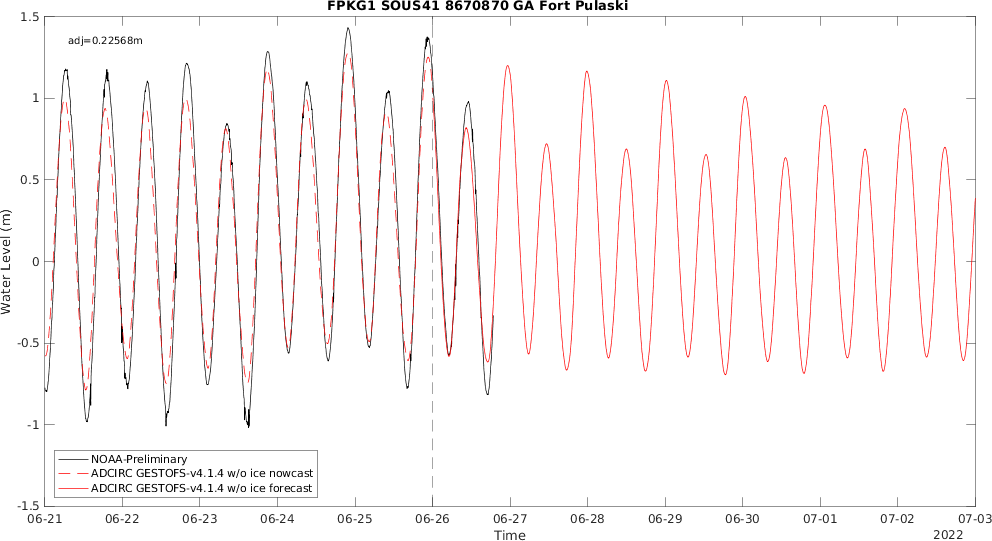 FPKG1 SOUS41 8670870 GA Fort Pulaski
adj=0.22568m
1.5
1
0.5
0
-0.5
-1
-1.5
Water Level (m)
NOAA-Preliminary
ADCIRC GESTOFS-v4.1.4 w/o ice nowcast
ADCIRC GESTOFS-v4.1.4 w/o ice forecast
06-21 06-22 06-23 06-24 06-25 06-26 06-27 06-28 06-29 06-30 07-01 07-02 07-03
Time
2022